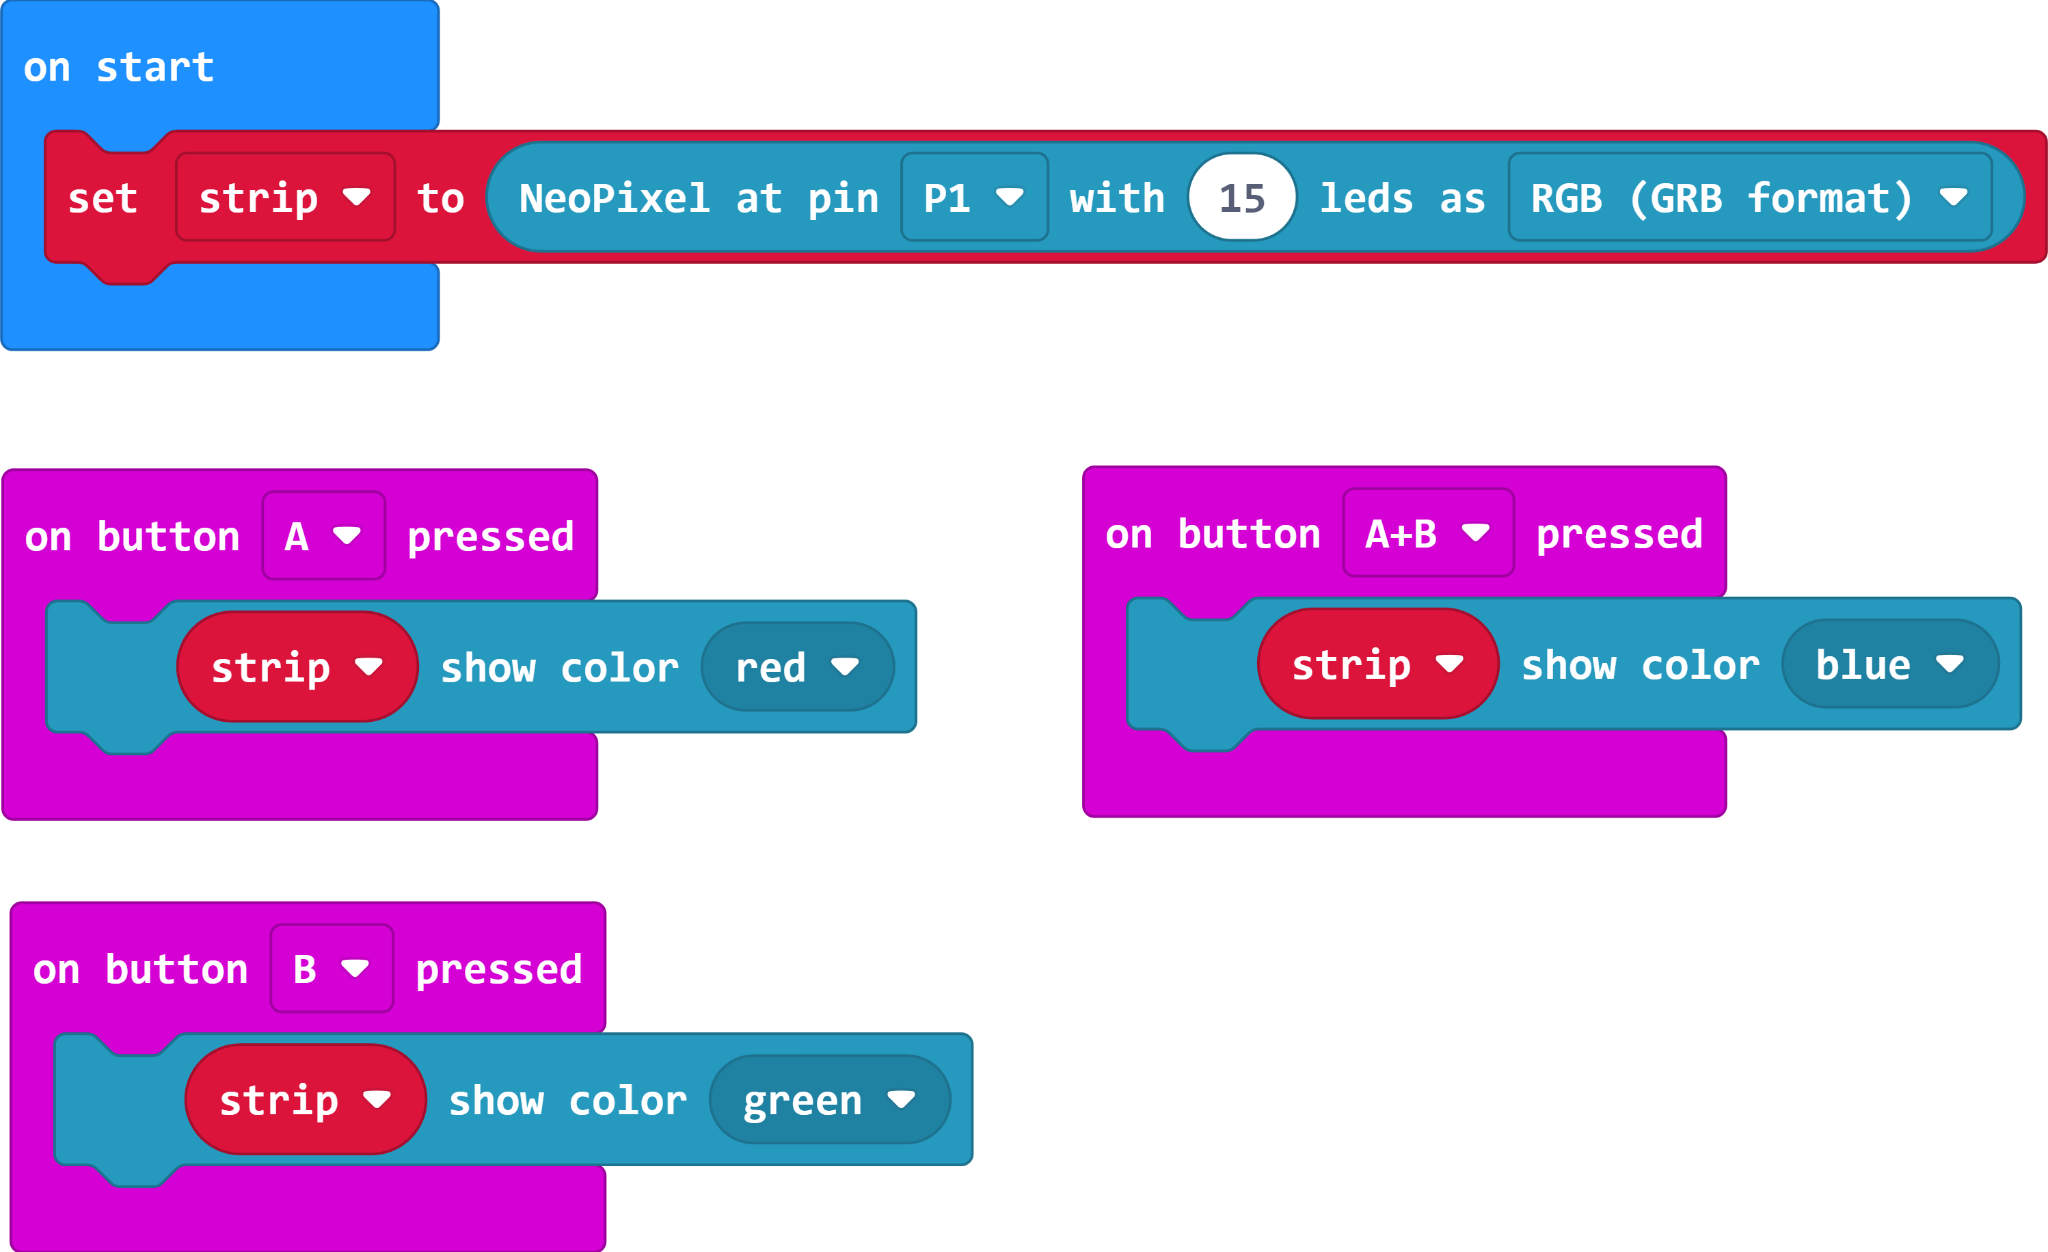 on start
set strip to NeoPixel at pin P1 with 15 leds as RGB (GRB format)
on button A pressed
strip show color red
on button A+B pressed
strip show color blue
on button B pressed
strip show color green